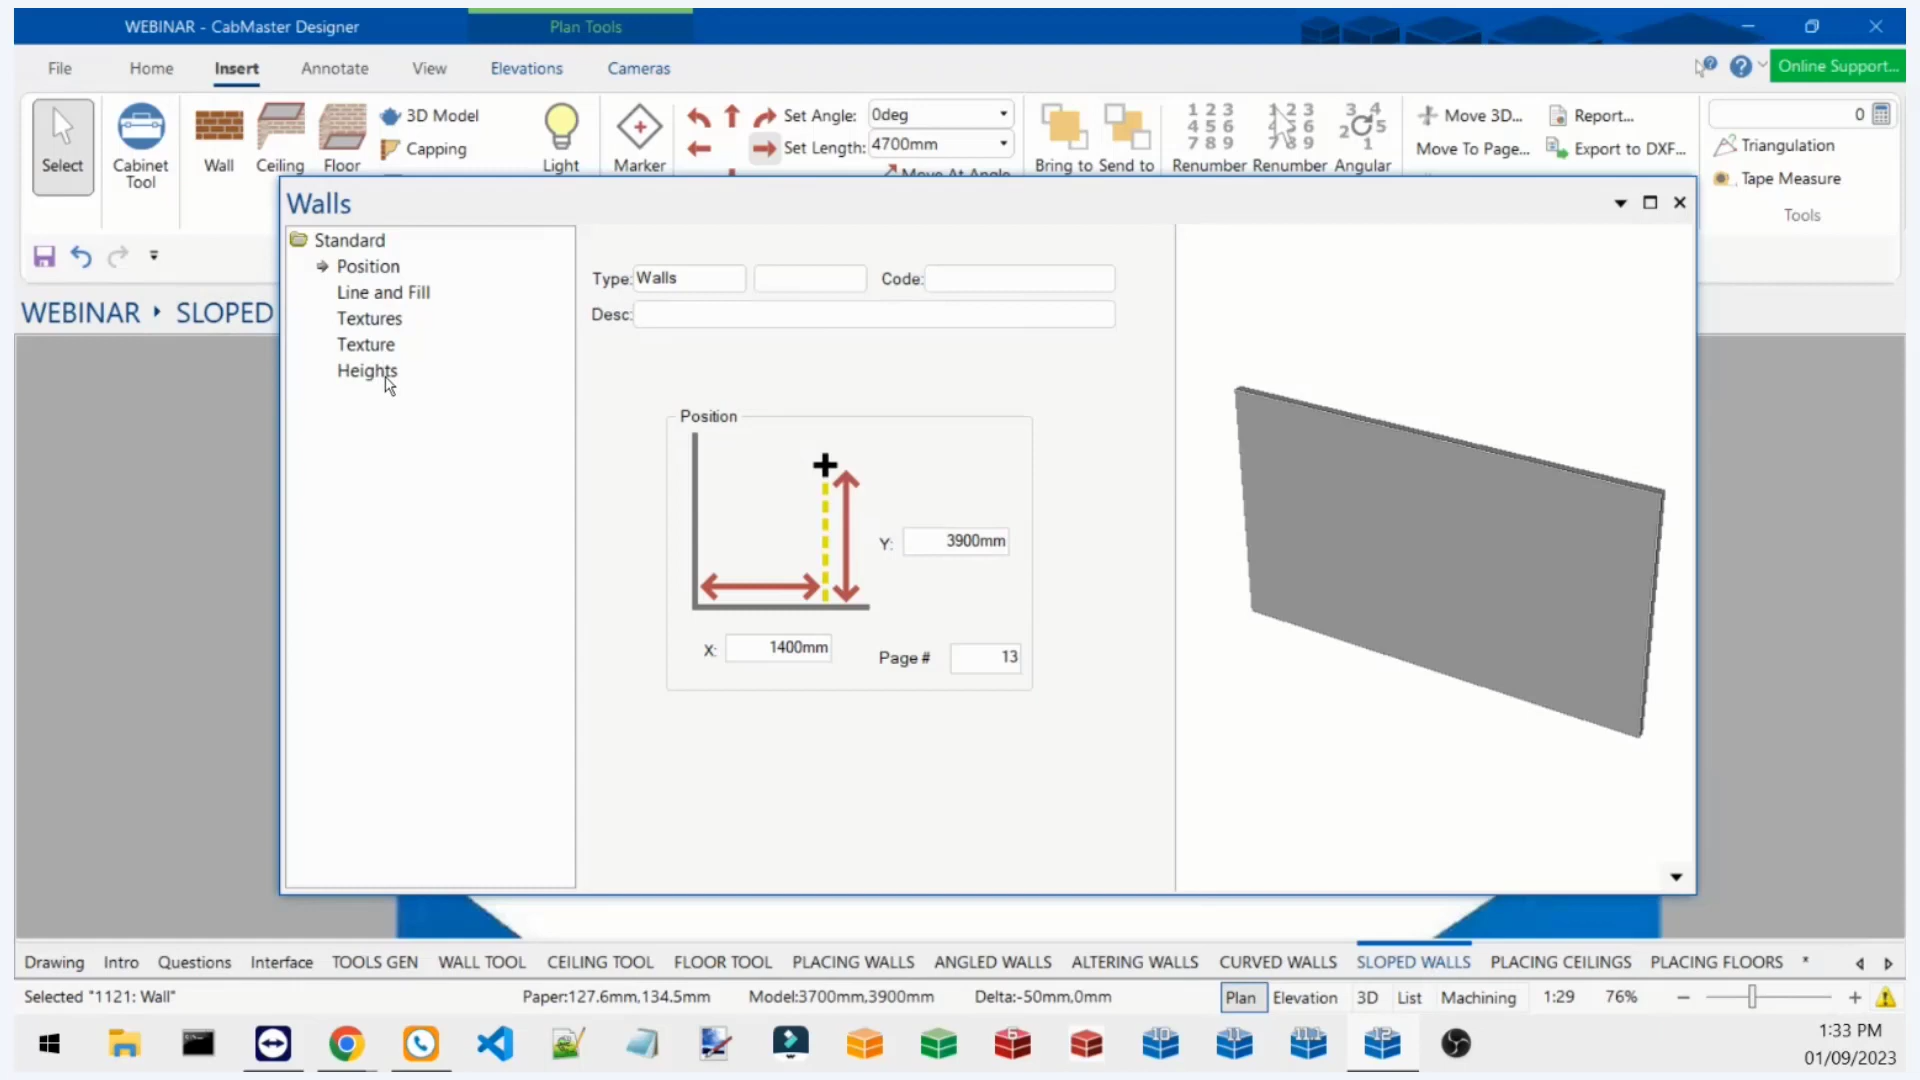 WEBINAR - CabMaster Designer
Plan Tools
File
Home
Insert
Annotate
View
Elevations
Cameras
Online Support...
Select
Cabinet
Tool
Wall
Ceiling
Floor
3D Model
Capping
Light
Marker
Set Angle:
0deg
Set Length:
4700mm
Move At Angle
Bring to
Send to
Renumber
Renumber
Angular
Move 3D...
Move To Page...
Report...
Export to DXF...
0
Triangulation
Tape Measure
Tools
WEBINAR
SLOPED
Walls
Standard
Position
Line and Fill
Textures
Texture
Heights
Type:
Walls
Code:
Desc:
Position
Y:
3900mm
X:
1400mm
Page #
13
Drawing
Intro
Questions
Interface
TOOLS GEN
WALL TOOL
CEILING TOOL
FLOOR TOOL
PLACING WALLS
ANGLED WALLS
ALTERING WALLS
CURVED WALLS
SLOPED WALLS
PLACING CEILINGS
PLACING FLOORS
*
Selected "1121: Wall"
Paper:127.6mm,134.5mm
Model:3700mm,3900mm
Delta:-50mm,0mm
Plan
Elevation
3D
List
Machining
1:29
76%
1:33 PM
01/09/2023